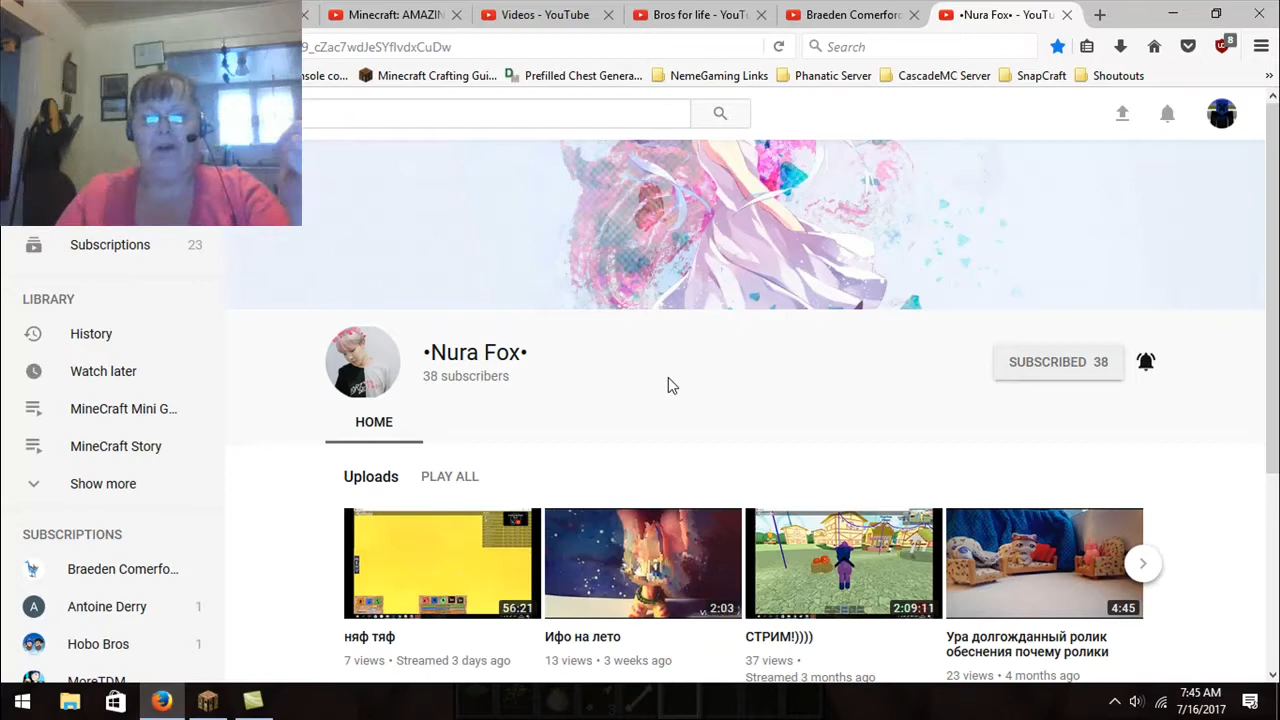 Minecraft: AMAZIN
Videos - YouTube
Bros for life - YouTu
Braeden Comerforc
•Nura Fox• - YouTu
9_cZac7wdJeSYfIvdxCuDw
Search
8
nsole co...
Minecraft Crafting Gui...
Prefilled Chest Genera...
NemeGaming Links
Phanatic Server
CascadeMC Server
SnapCraft
Shoutouts
Subscriptions 23
LIBRARY
History
Watch later
MineCraft Mini G...
MineCraft Story
Show more
SUBSCRIPTIONS
Braeden Comerfo...
A Antoine Derry 1
Hobo Bros 1
MoreTDM
•Nura Fox•
38 subscribers
SUBSCRIBED 38
HOME
Uploads PLAY ALL
56:21
2:03
2:09:11
4:45
няф тяф
7 views • Streamed 3 days ago
Ифо на лето
13 views • 3 weeks ago
СТРИМ!))))
37 views •
Streamed 3 months ago
Ура долгожданный ролик
обеснения почему ролики
23 views • 4 months ago
7:45 AM
7/16/2017